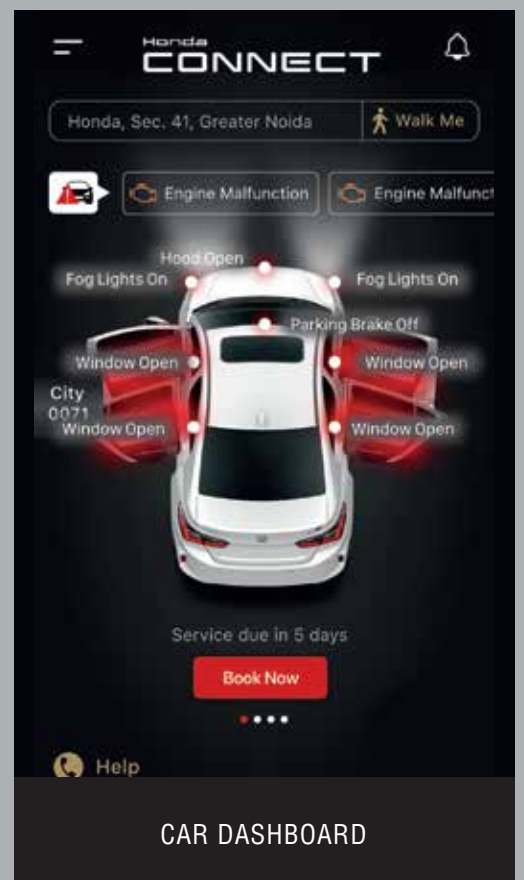 Honda
CONNECT
Honda, Sec. 41, Greater Noida
Walk Me
Engine Malfunction
Engine Malfunct
Hood Open
Fog Lights On
Fog Lights On
Parking Brake Off
Window Open
Window Open
City
0071
Window Open
Window Open
Service due in 5 days
Book Now
Help
CAR DASHBOARD